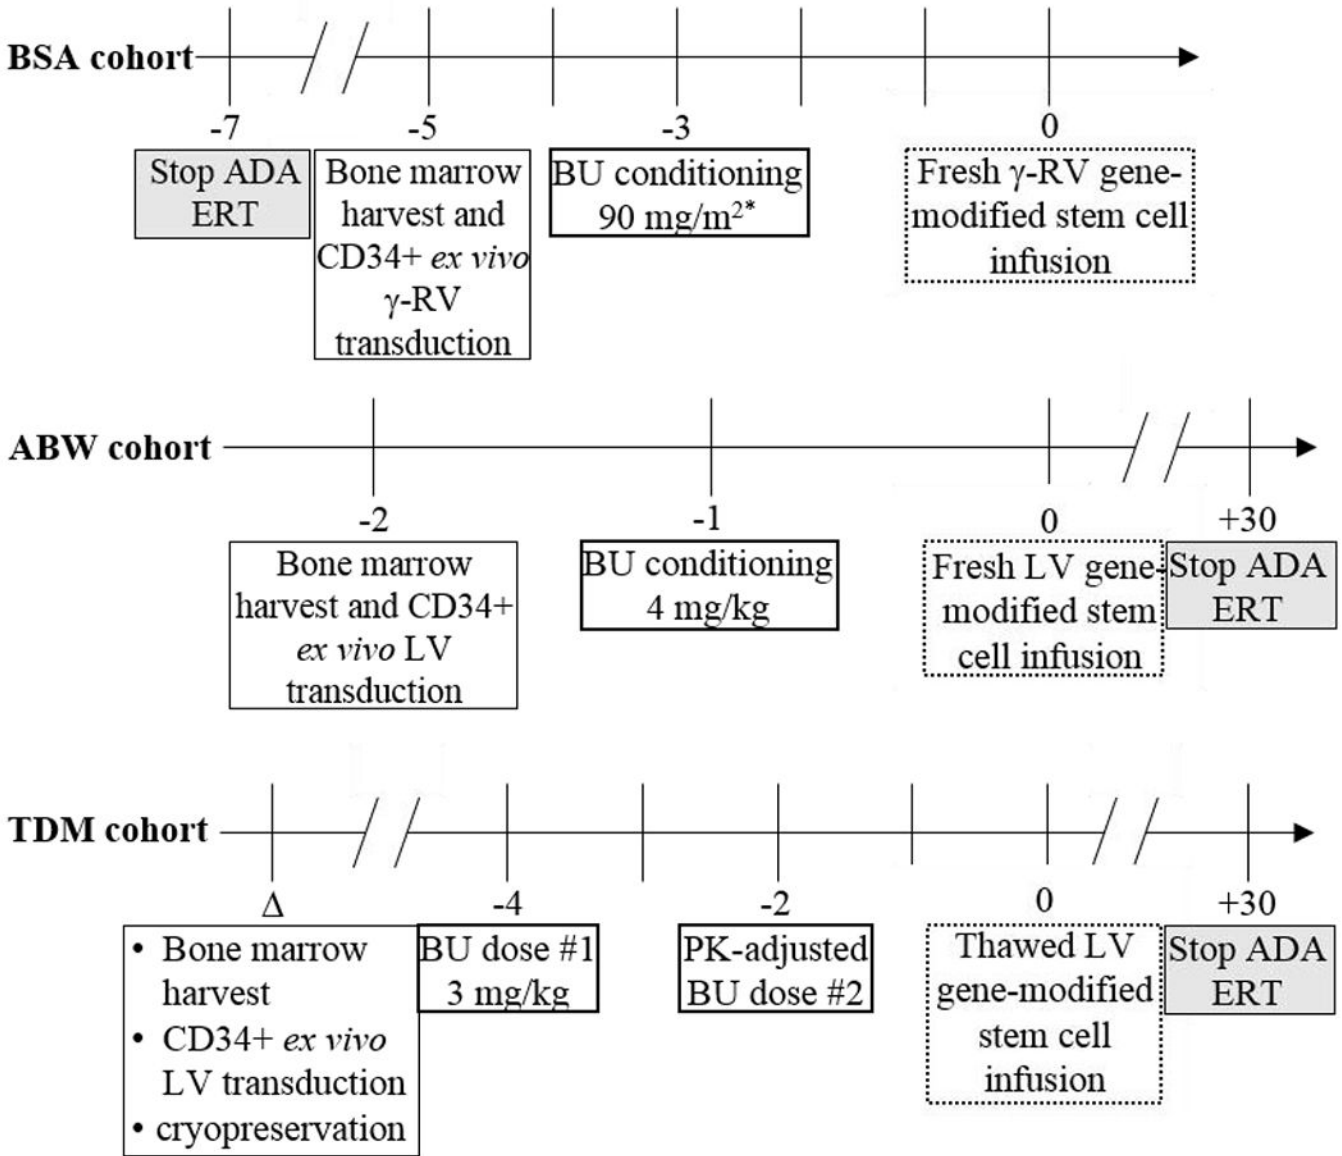 BSA cohort
-7
-5
-3
0
Stop ADA
ERT
Bone marrow
harvest and
CD34+ ex vivo
γ-RV
transduction
BU conditioning
90 mg/m²*
Fresh γ-RV gene-
modified stem cell
infusion
ABW cohort
-2
-1
0
+30
Bone marrow
harvest and CD34+
ex vivo LV
transduction
BU conditioning
4 mg/kg
Fresh LV gene-
modified stem
cell infusion
Stop ADA
ERT
TDM cohort
Δ
-4
-2
0
+30
• Bone marrow
harvest
• CD34+ ex vivo
LV transduction
• cryopreservation
BU dose #1
3 mg/kg
PK-adjusted
BU dose #2
Thawed LV
gene-modified
stem cell
infusion
Stop ADA
ERT